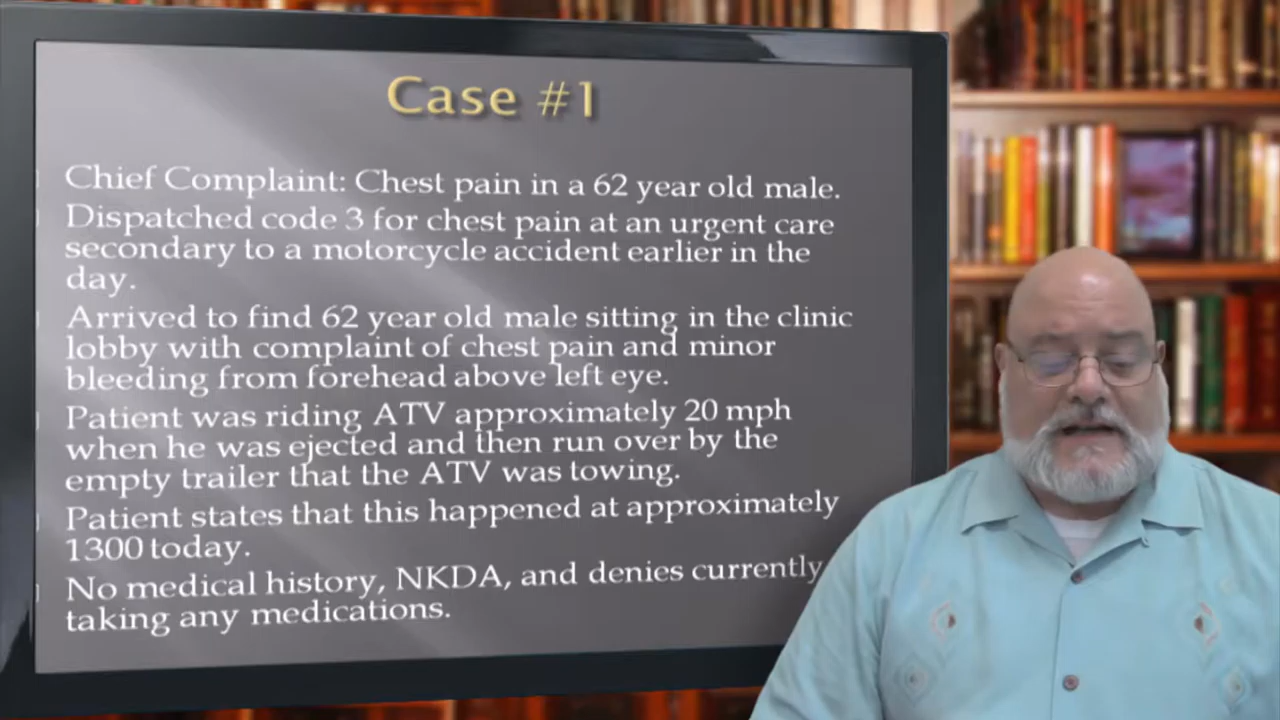 Case #1
Chief Complaint: Chest pain in a 62 year old male.
Dispatched code 3 for chest pain at an urgent care
secondary to a motorcycle accident earlier in the
day.
Arrived to find 62 year old male sitting in the clinic
lobby with complaint of chest pain and minor
bleeding from forehead above left eye.
Patient was riding ATV approximately 20 mph
when he was ejected and then run over by the
empty trailer that the ATV was towing.
Patient states that this happened at approximately
1300 today.
No medical history, NKDA, and denies currently
taking any medications.